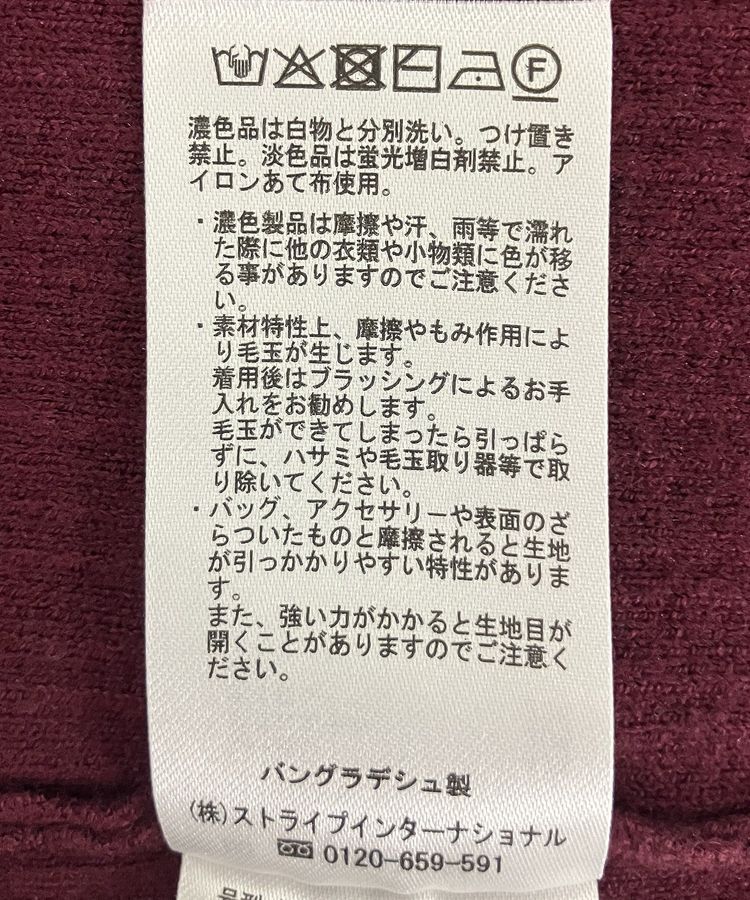 F
濃色品は白物と分別洗い。つけ置き
禁止。淡色品は蛍光増白剤禁止。ア
イロンあて布使用。
・濃色製品は摩擦や汗、雨等で濡れ
た際に他の衣類や小物類に色が移
る事がありますのでご注意くださ
い。
・素材特性上、摩擦やもみ作用によ
り毛玉が生じます。
着用後はブラッシングによるお手
入れをお勧めします。
毛玉ができてしまったら引っぱら
ずに、ハサミや毛玉取り器等で取
り除いてください。
・バッグ、アクセサリーや表面のざ
らついたものと摩擦されると生地
が引っかかりやすい特性がありま
す。
また、強い力がかかると生地目が
開くことがありますのでご注意く
ださい。
バングラデシュ製
(株)ストライプインターナショナル
0120-659-591